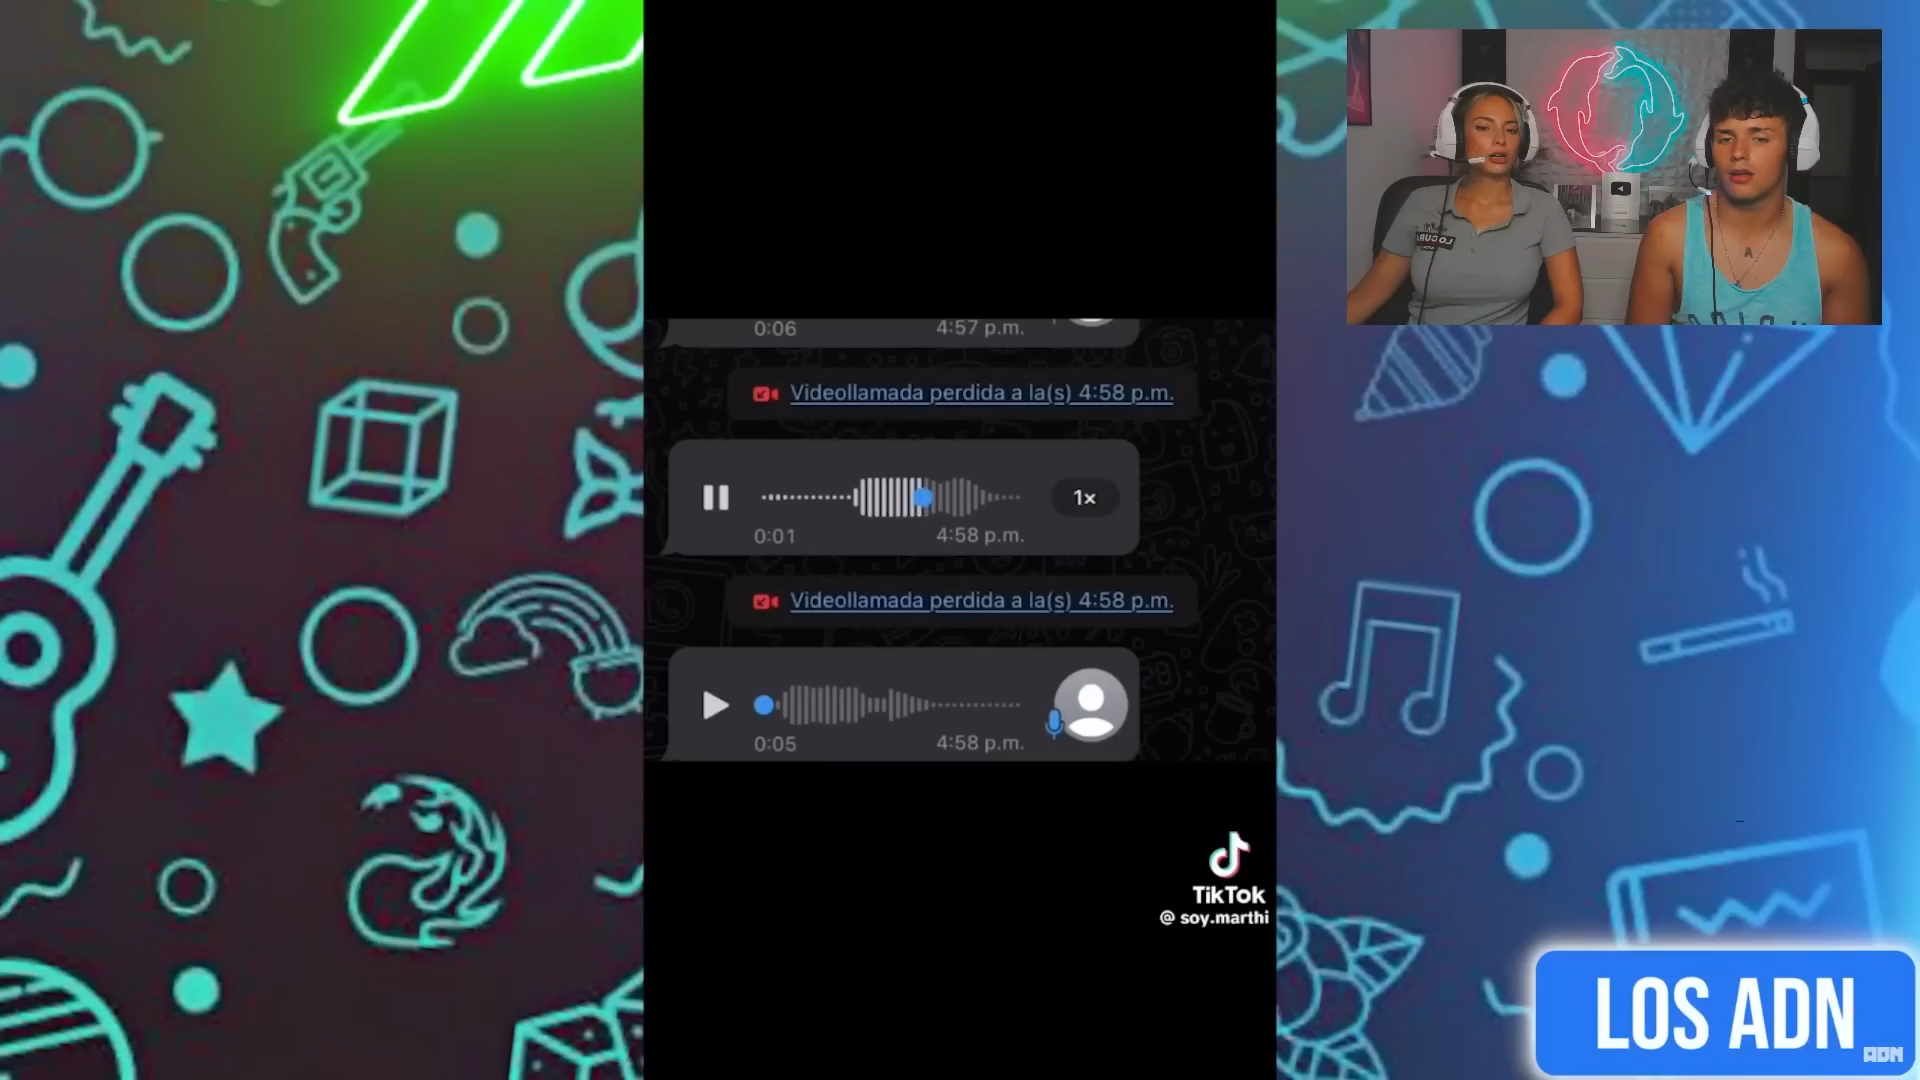 0:06
4:57 p.m.
Videollamada perdida a la(s) 4:58 p.m.
1×
0:01
4:58 p.m.
Videollamada perdida a la(s) 4:58 p.m.
0:05
4:58 p.m.
TikTok
@ soy.marthi
A
LOS ADN
ADN